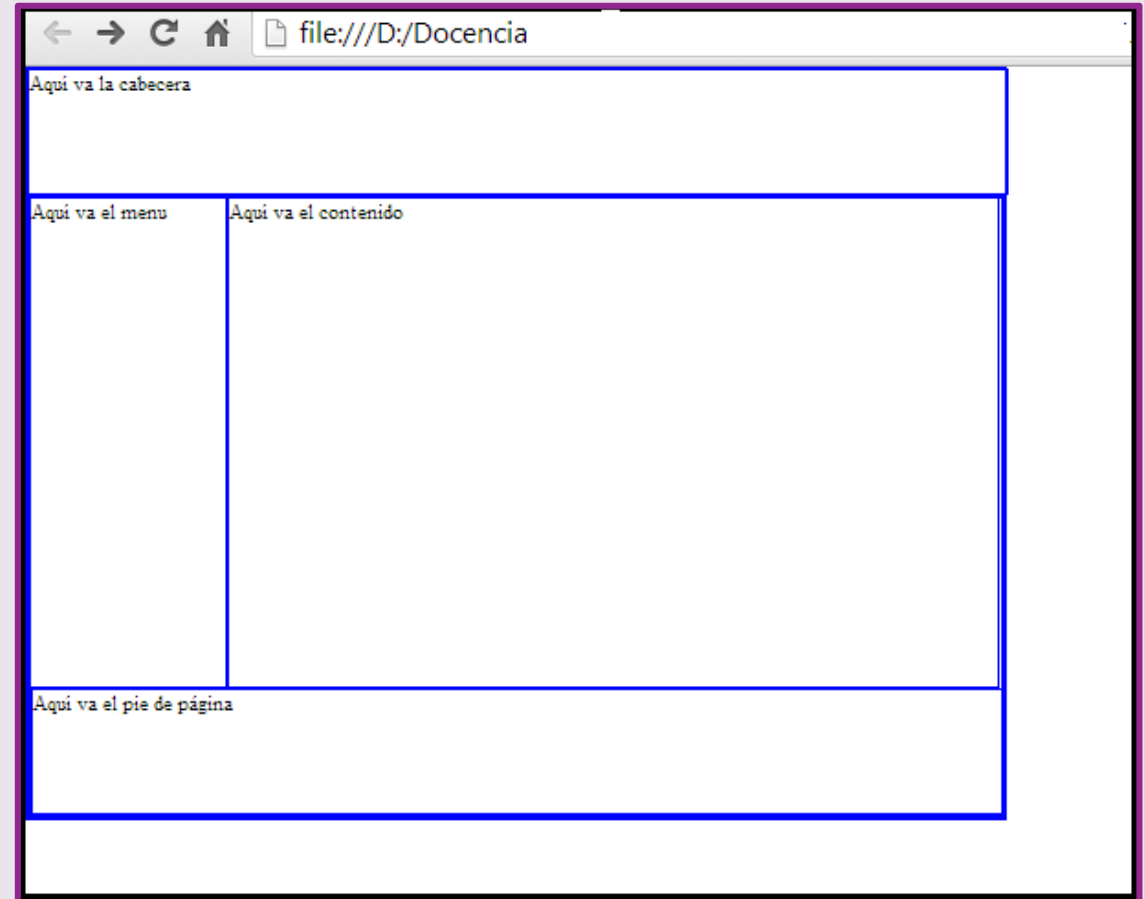 file:///D:/Docencia
Aqui va la cabecera
Aqui va el menu
Aqui va el contenido
Aqui va el pie de página